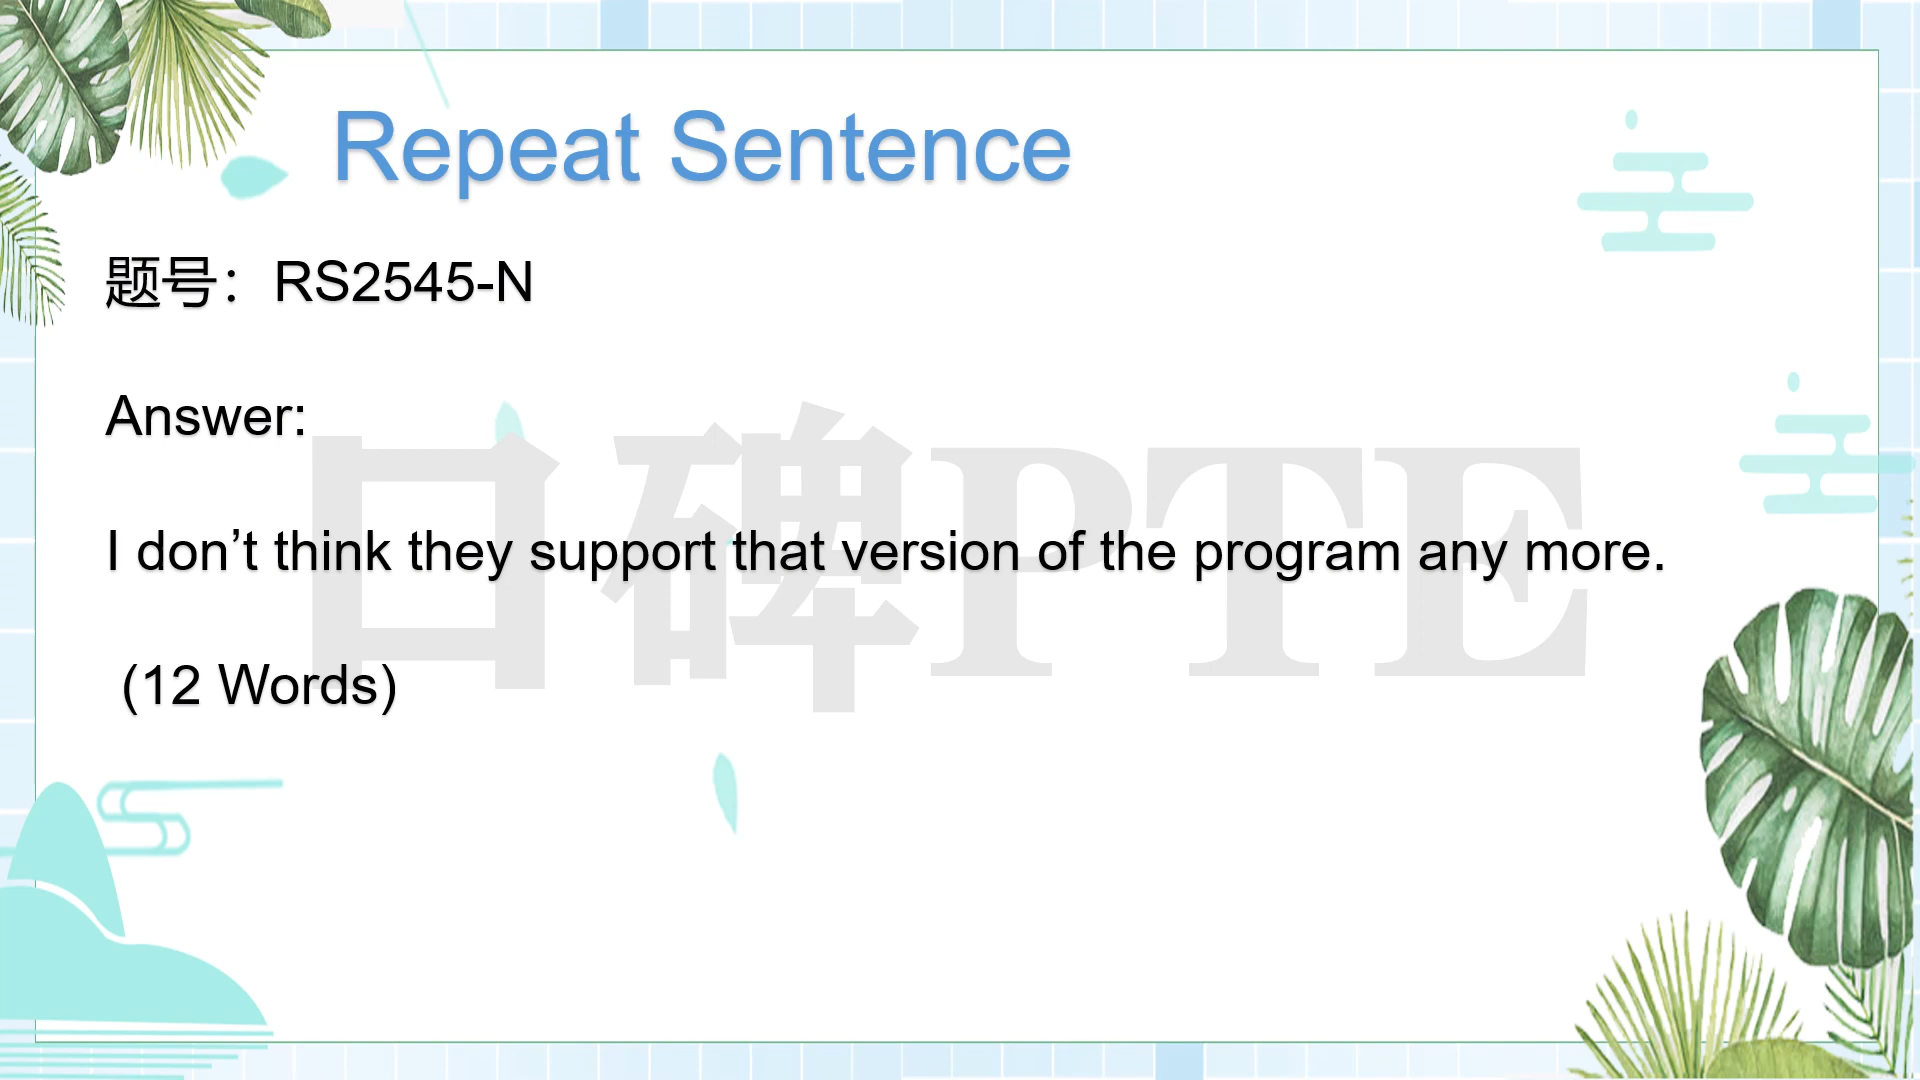 Repeat Sentence
题号：RS2545-N
Answer:
口碑PTE
I don’t think they support that version of the program any more.
(12 Words)